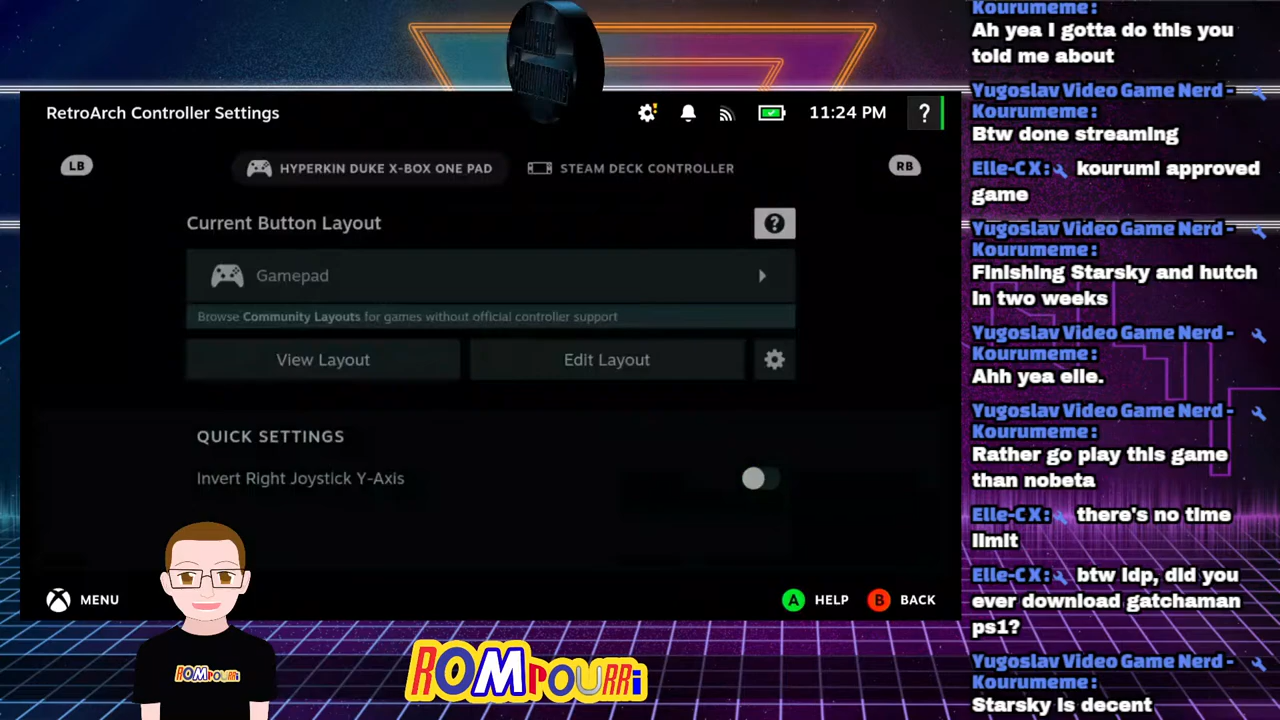 RetroArch Controller Settings
11:24 PM
?
LB
HYPERKIN DUKE X-BOX ONE PAD
STEAM DECK CONTROLLER
RB
Current Button Layout
?
Gamepad
Browse Community Layouts for games without official controller support
View Layout
Edit Layout
QUICK SETTINGS
Invert Right Joystick Y-Axis
MENU
A HELP
B BACK
ROMPOURRi
ROMPOURRi
Kourumeme:
Ah yea I gotta do this you
told me about
Yugoslav Video Game Nerd -
Kourumeme:
Btw done streaming
Elle-CX: kourumi approved
game
Yugoslav Video Game Nerd -
Kourumeme:
Finishing Starsky and hutch
in two weeks
Yugoslav Video Game Nerd -
Kourumeme:
Ahh yea elle.
Yugoslav Video Game Nerd -
Kourumeme:
Rather go play this game
than nobeta
Elle-CX: there's no time
limit
Elle-CX: btw ldp, did you
ever download gatchaman
ps1?
Yugoslav Video Game Nerd -
Kourumeme:
Starsky is decent